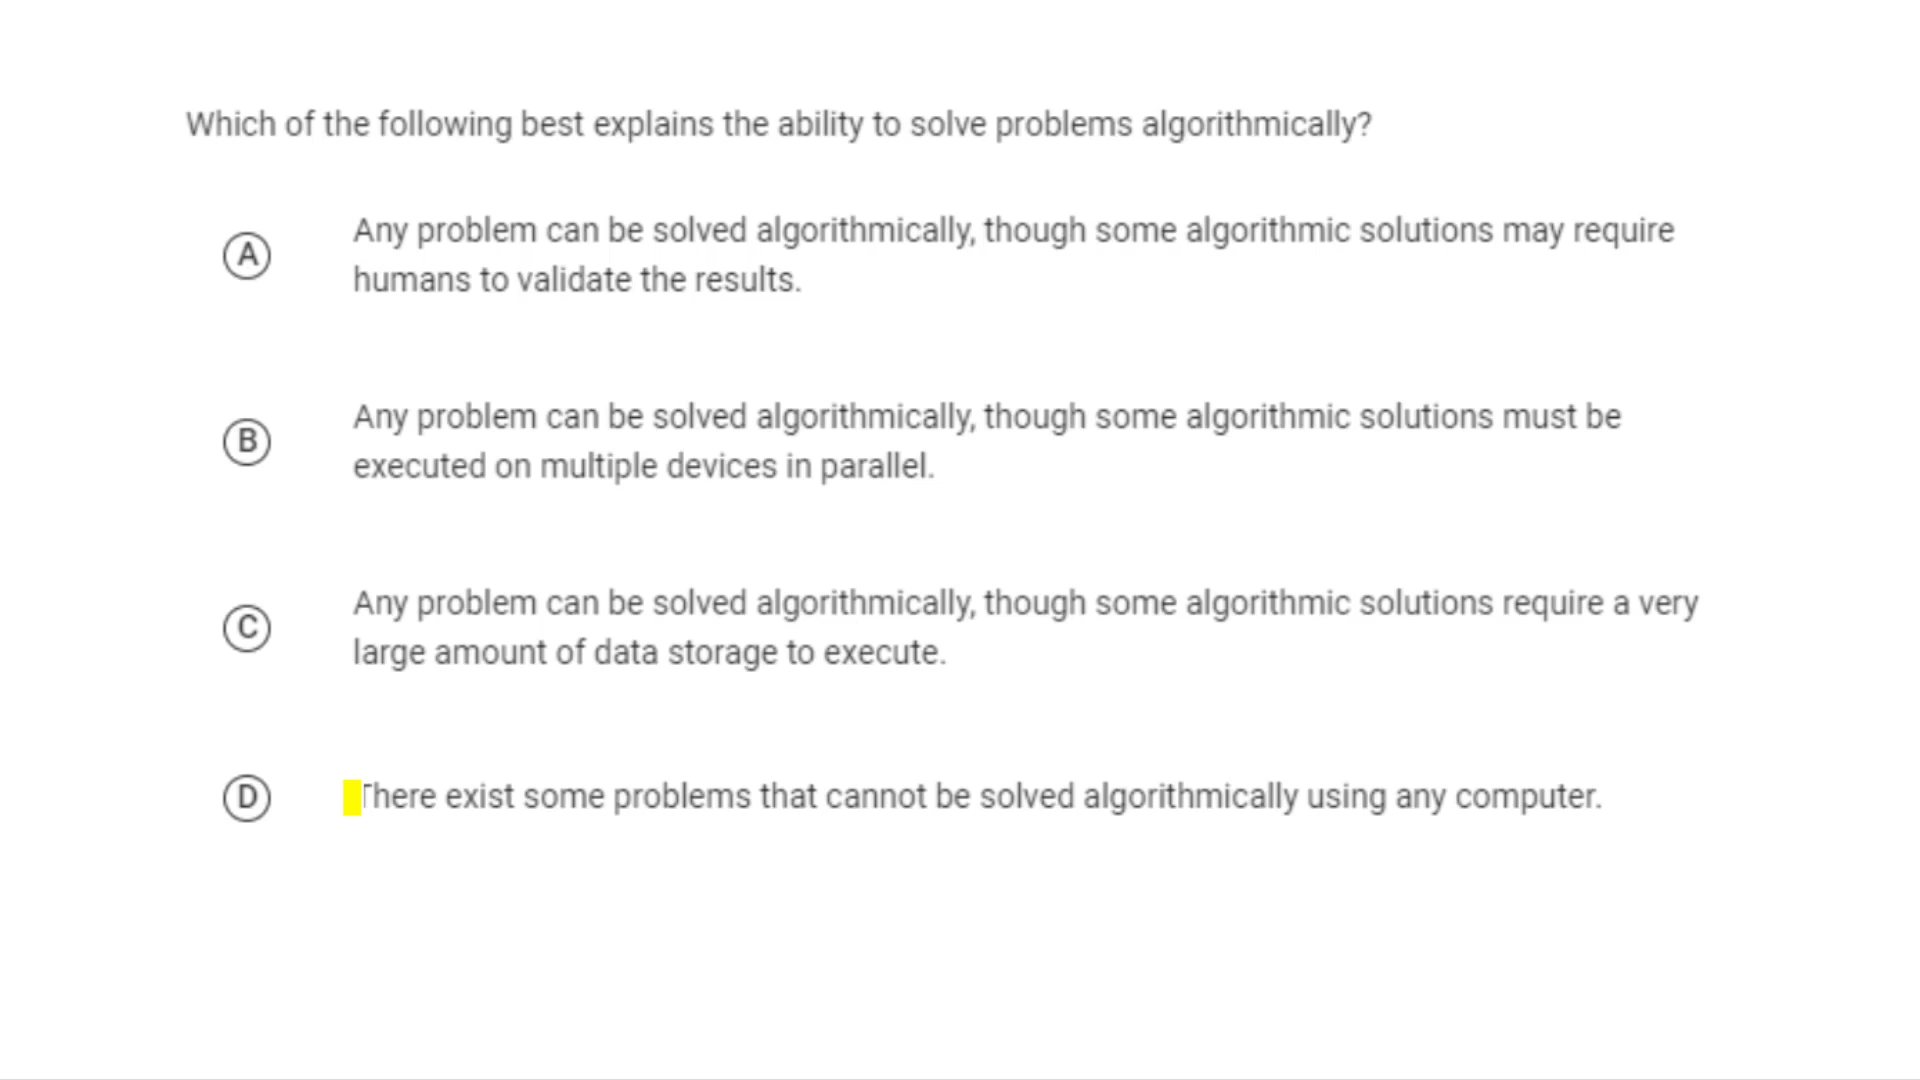 Which of the following best explains the ability to solve problems algorithmically?
A
Any problem can be solved algorithmically, though some algorithmic solutions may require
humans to validate the results.
B
Any problem can be solved algorithmically, though some algorithmic solutions must be
executed on multiple devices in parallel.
C
Any problem can be solved algorithmically, though some algorithmic solutions require a very
large amount of data storage to execute.
D
There exist some problems that cannot be solved algorithmically using any computer.